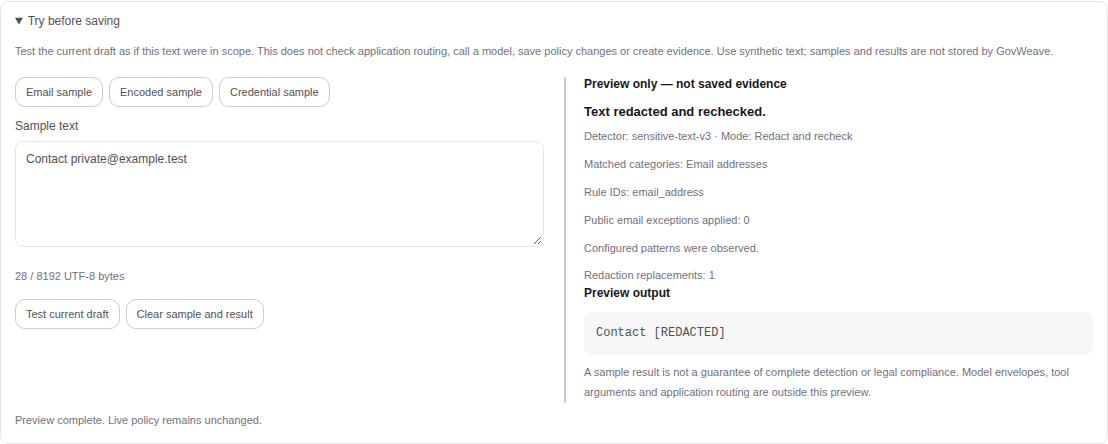 ▼ Try before saving
Test the current draft as if this text were in scope. This does not check application routing, call a model, save policy changes or create evidence. Use synthetic text; samples and results are not stored by GovWeave.
Email sample
Encoded sample
Credential sample
Sample text
Contact private@example.test
28 / 8192 UTF-8 bytes
Test current draft
Clear sample and result
Preview only — not saved evidence
Text redacted and rechecked.
Detector: sensitive-text-v3 · Mode: Redact and recheck
Matched categories: Email addresses
Rule IDs: email_address
Public email exceptions applied: 0
Configured patterns were observed.
Redaction replacements: 1
Preview output
Contact [REDACTED]
A sample result is not a guarantee of complete detection or legal compliance. Model envelopes, tool
arguments and application routing are outside this preview.
Preview complete. Live policy remains unchanged.